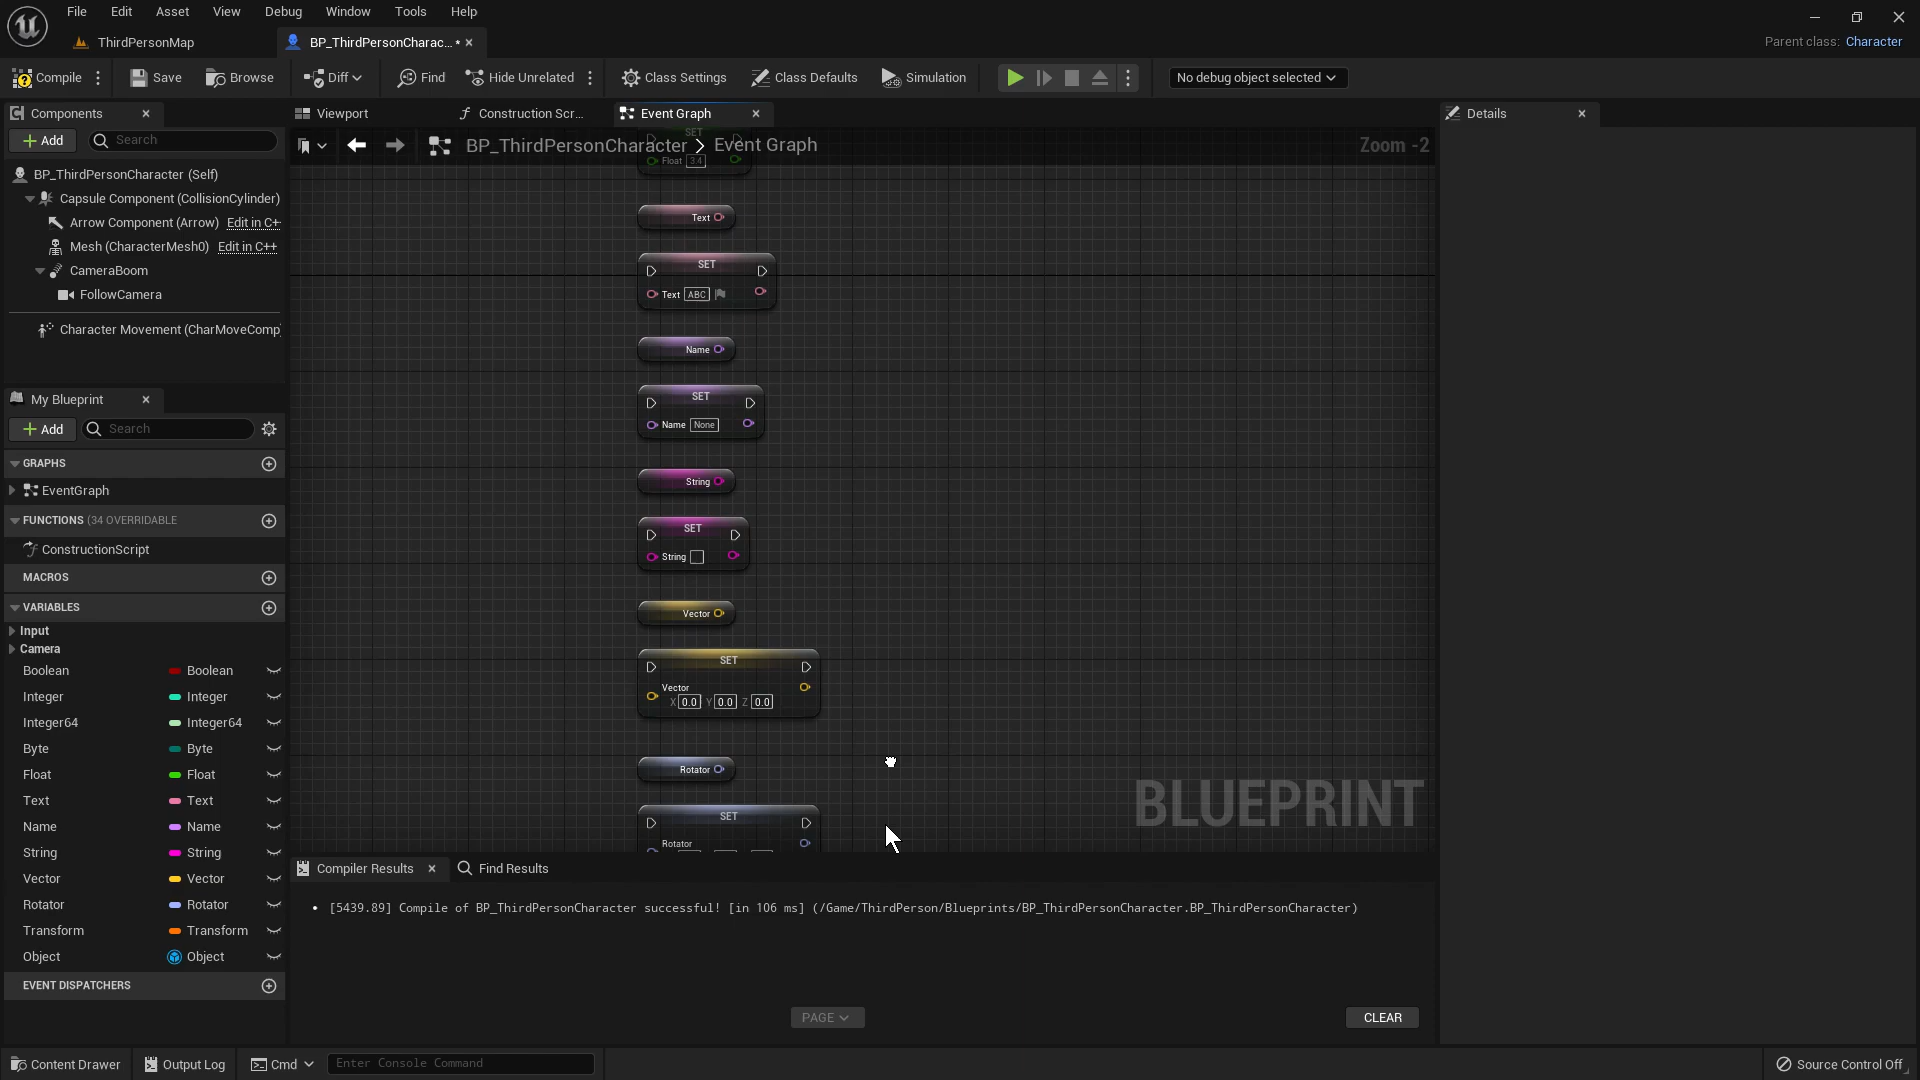 File Edit Asset View Debug Window Tools Help
ThirdPersonMap
BP_ThirdPersonCharac... *
Parent class: Character
Compile Save Browse Diff Find Hide Unrelated Class Settings Class Defaults Simulation No debug object selected
Components
Add Search
BP_ThirdPersonCharacter (Self)
Capsule Component (CollisionCylinder)
Arrow Component (Arrow) Edit in C+
Mesh (CharacterMesh0) Edit in C++
CameraBoom
FollowCamera
Character Movement (CharMoveComp
My Blueprint
Add Search
GRAPHS
EventGraph
FUNCTIONS (34 OVERRIDABLE
ConstructionScript
MACROS
VARIABLES
Input
Camera
Boolean Boolean
Integer Integer
Integer64 Integer64
Byte Byte
Float Float
Text Text
Name Name
String String
Vector Vector
Rotator Rotator
Transform Transform
Object Object
EVENT DISPATCHERS
Viewport Construction Scr... Event Graph
BP_ThirdPersonCharacter > Event Graph
Zoom -2
SET
Float 3.4
Text
SET
Text ABC
Name
SET
Name None
String
SET
String
Vector
SET
Vector
X 0.0 Y 0.0 Z 0.0
Rotator
SET
Rotator
BLUEPRINT
Compiler Results Find Results
[5439.89] Compile of BP_ThirdPersonCharacter successful! [in 106 ms] (/Game/ThirdPerson/Blueprints/BP_ThirdPersonCharacter.BP_ThirdPersonCharacter)
PAGE CLEAR
Details
Content Drawer Output Log Cmd Enter Console Command Source Control Off